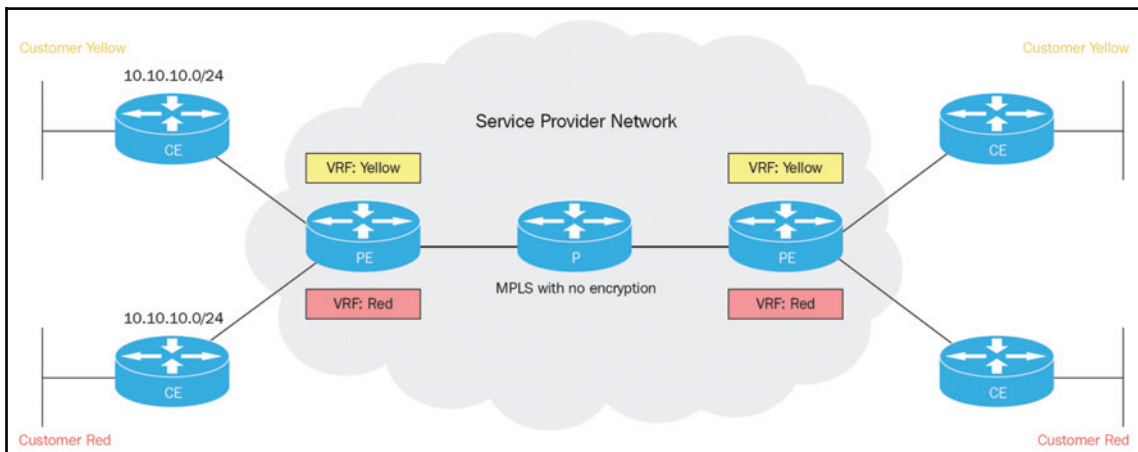 Customer Yellow
Customer Yellow
10.10.10.0/24
CE
CE
Service Provider Network
VRF: Yellow
VRF: Yellow
PE
P
PE
MPLS with no encryption
VRF: Red
VRF: Red
10.10.10.0/24
CE
CE
Customer Red
Customer Red